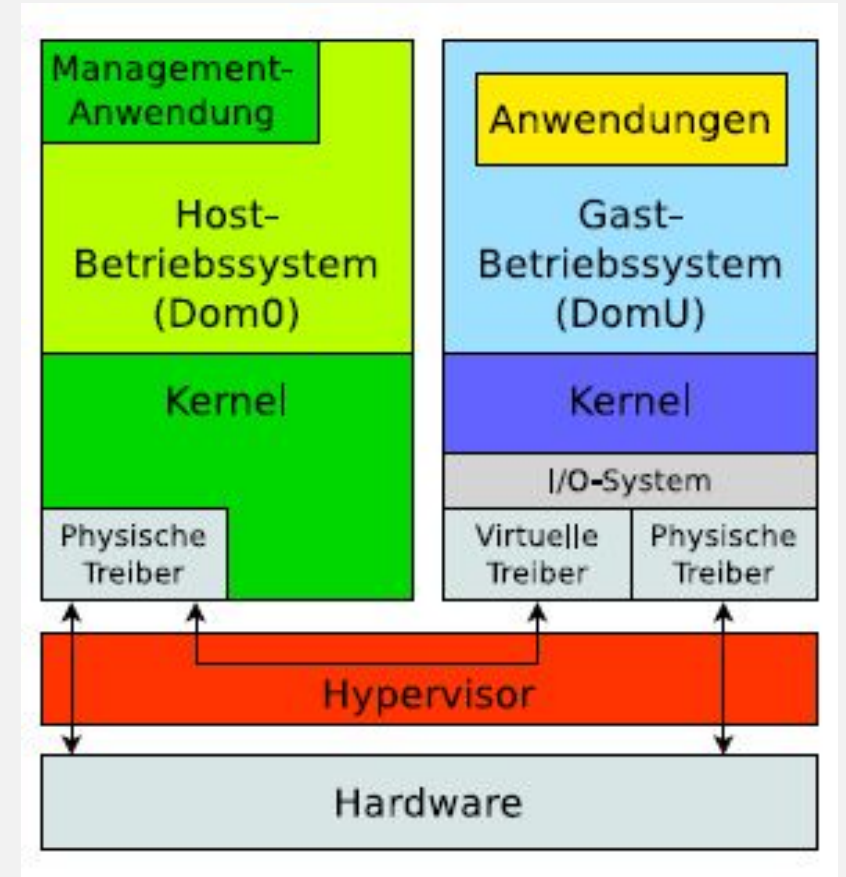 Management-
Anwendung
Host-
Betriebssystem
(Dom0)
Kernel
Physische
Treiber
Anwendungen
Gast-
Betriebssystem
(DomU)
Kernel
I/O-System
Virtuelle
Treiber
Physische
Treiber
Hypervisor
Hardware